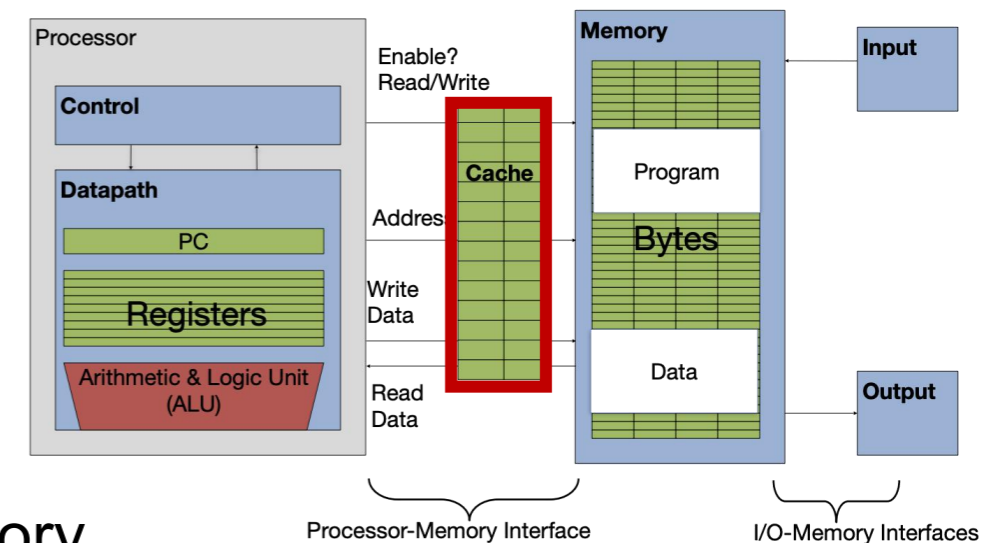 Processor
Control
Datapath
PC
Registers
Arithmetic & Logic Unit
(ALU)
Enable?
Read/Write
Addres
Write
Data
Read
Data
Cache
Memory
Program
Bytes
Data
Input
Output
Processor-Memory Interface
I/O-Memory Interfaces
ory